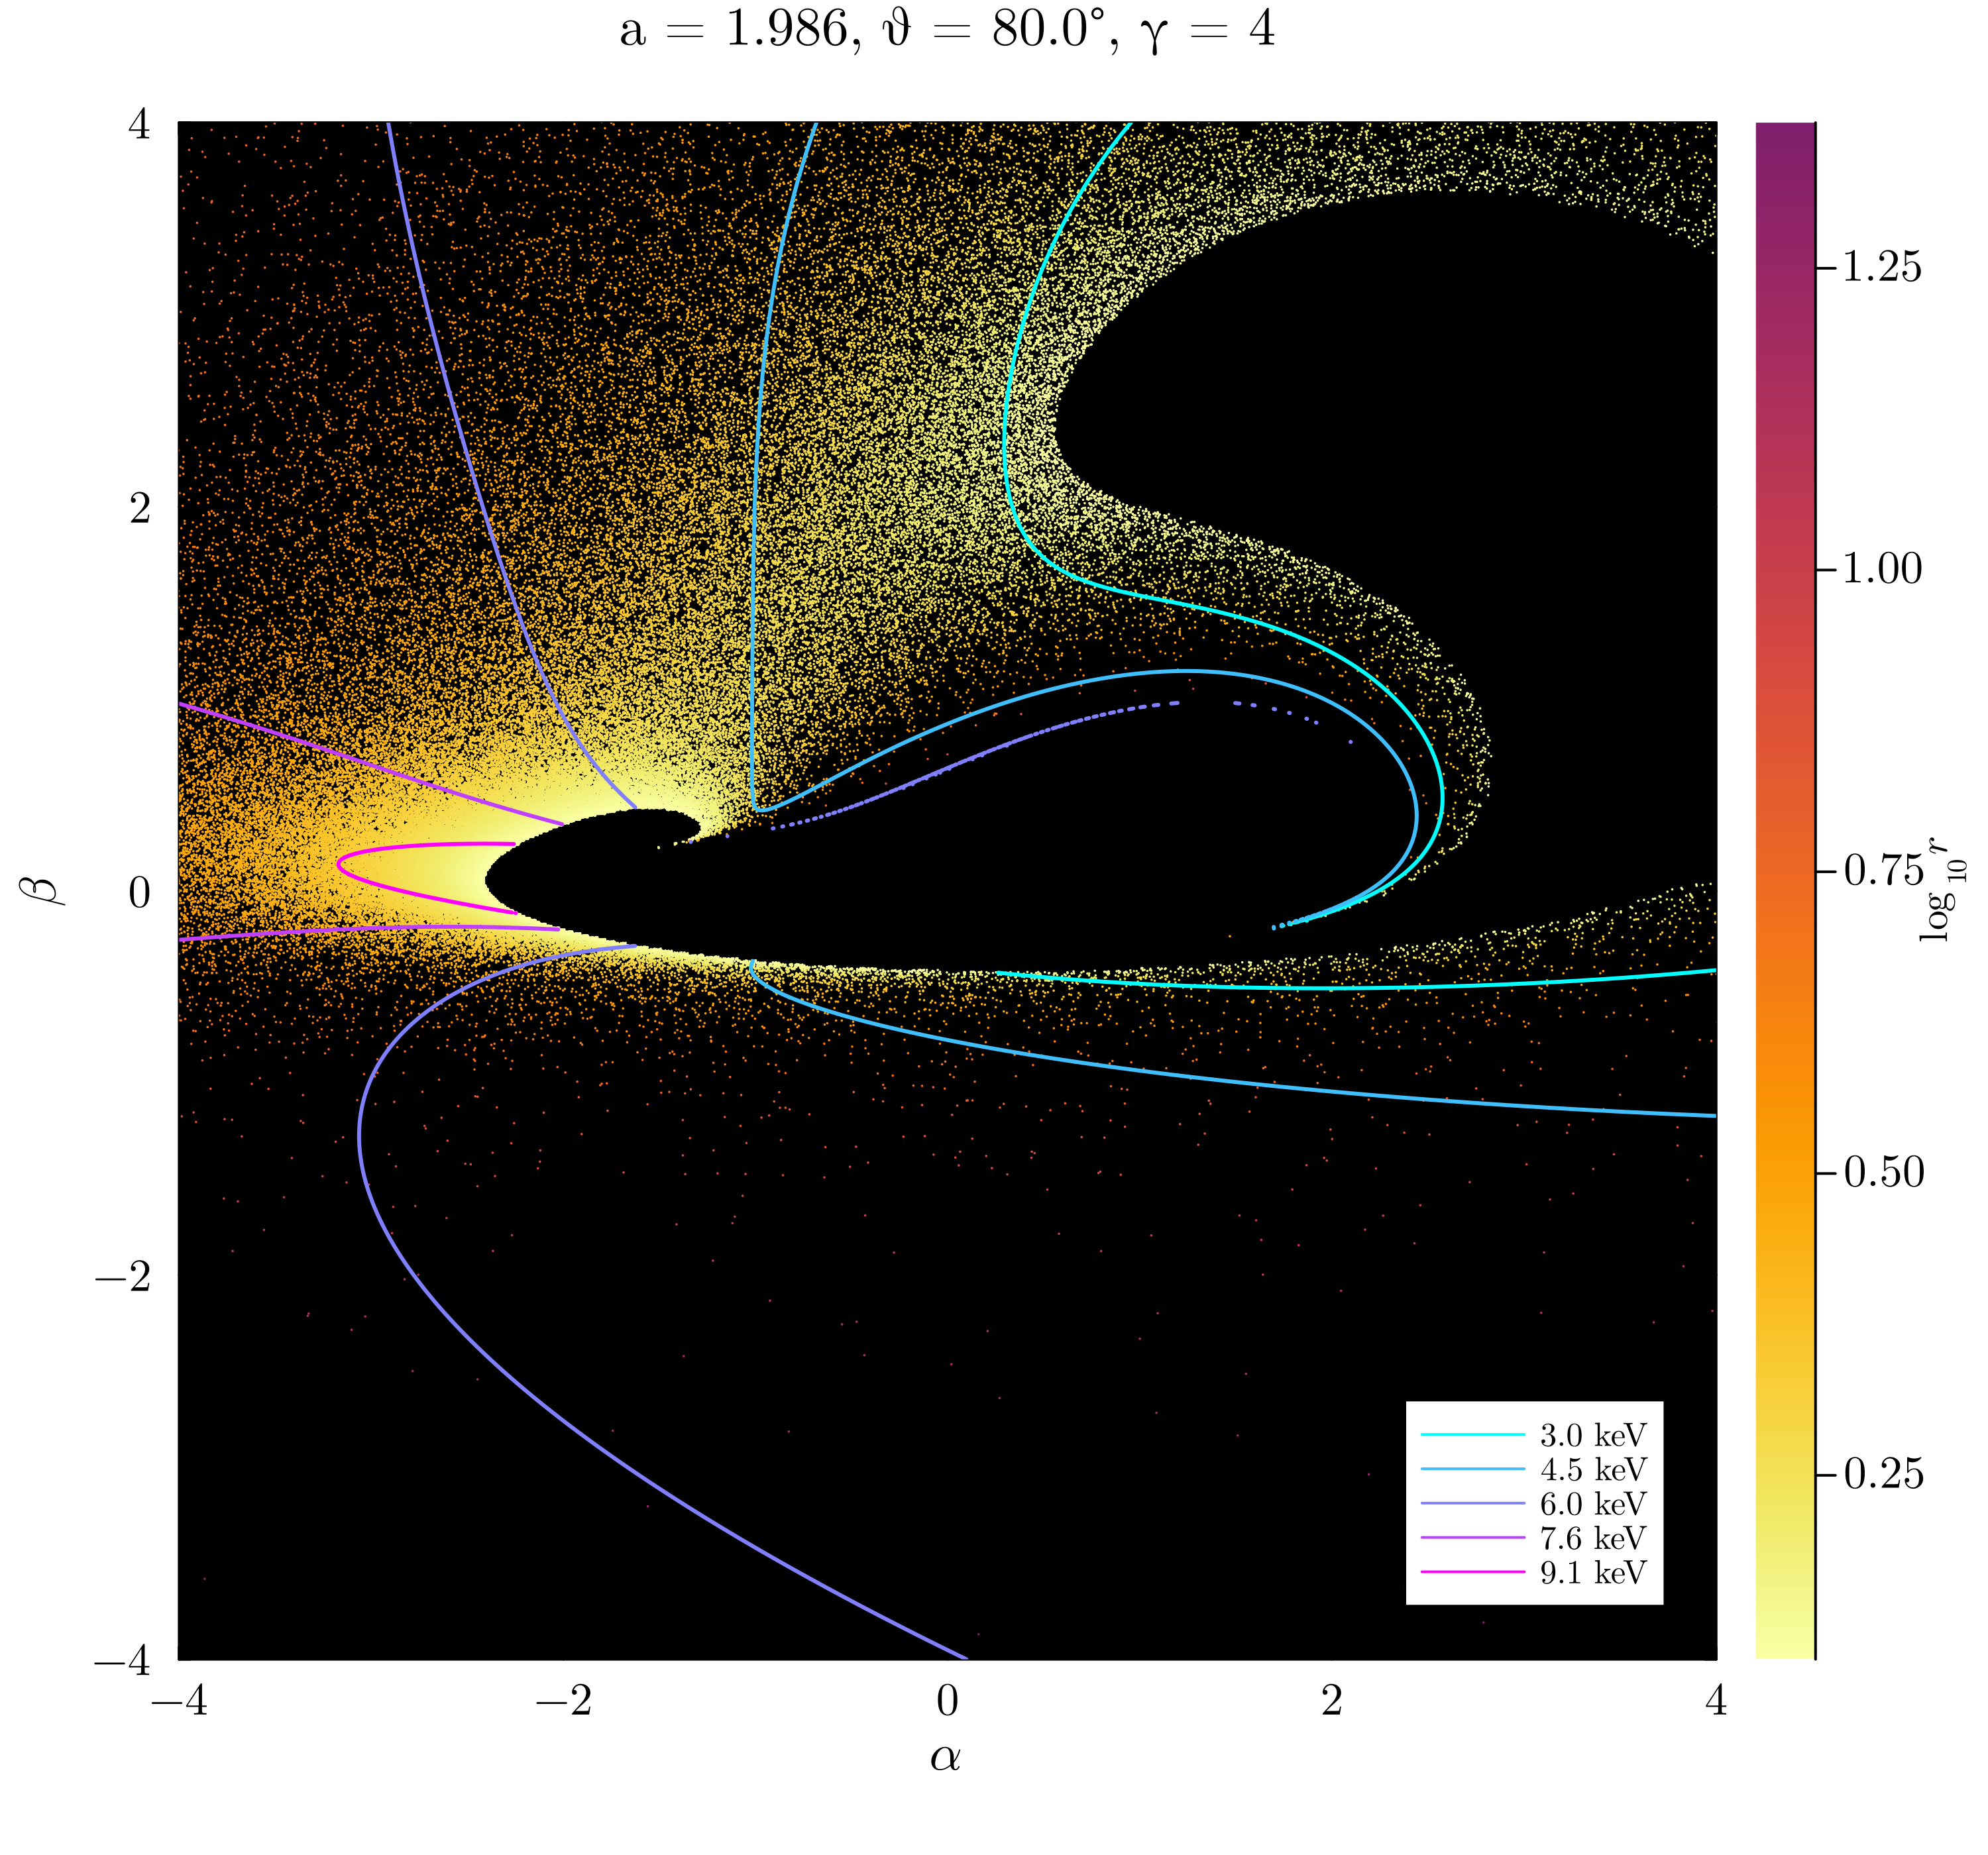 a = 1.986, ϑ = 80.0°, γ = 4
4
2
0
−2
−4
β
−4
−2
0
2
4
α
1.25
1.00
0.75
0.50
0.25
log₁₀ r
3.0 keV
4.5 keV
6.0 keV
7.6 keV
9.1 keV